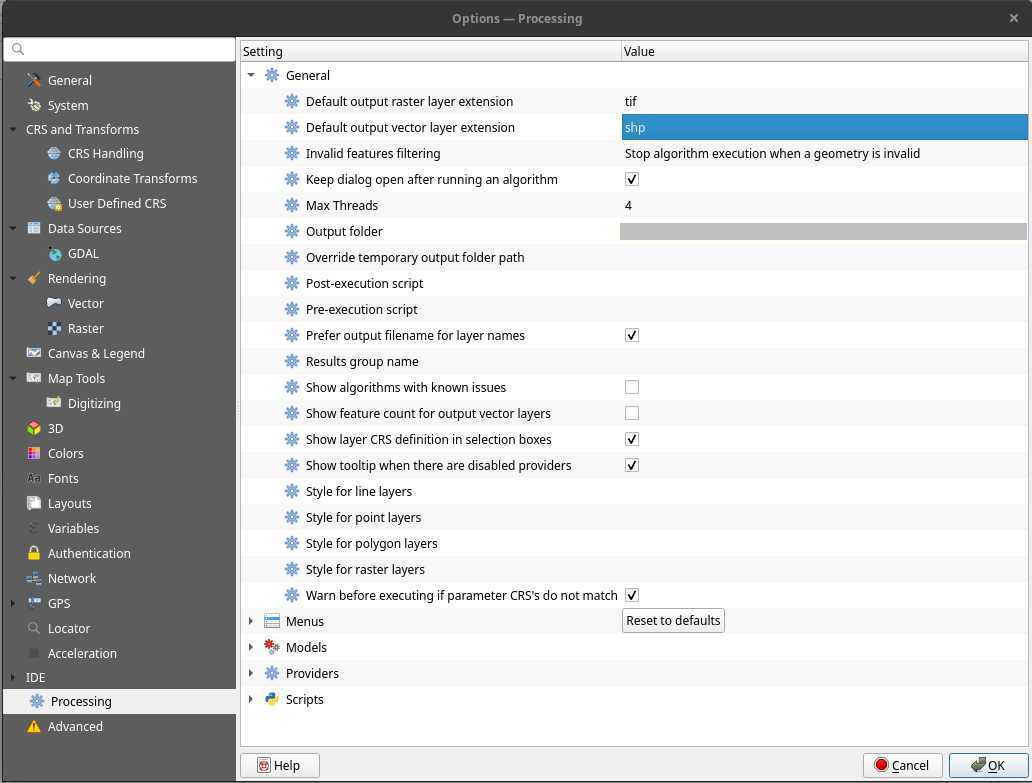 Options — Processing
General
System
CRS and Transforms
CRS Handling
Coordinate Transforms
User Defined CRS
Data Sources
GDAL
Rendering
Vector
Raster
Canvas & Legend
Map Tools
Digitizing
3D
Colors
Aa Fonts
Layouts
Variables
Authentication
Network
GPS
Locator
Acceleration
IDE
Processing
Advanced
Setting Value
General
Default output raster layer extension tif
Default output vector layer extension shp
Invalid features filtering Stop algorithm execution when a geometry is invalid
Keep dialog open after running an algorithm
Max Threads 4
Output folder
Override temporary output folder path
Post-execution script
Pre-execution script
Prefer output filename for layer names
Results group name
Show algorithms with known issues
Show feature count for output vector layers
Show layer CRS definition in selection boxes
Show tooltip when there are disabled providers
Style for line layers
Style for point layers
Style for polygon layers
Style for raster layers
Warn before executing if parameter CRS's do not match
Menus Reset to defaults
Models
Providers
Scripts
Help Cancel OK